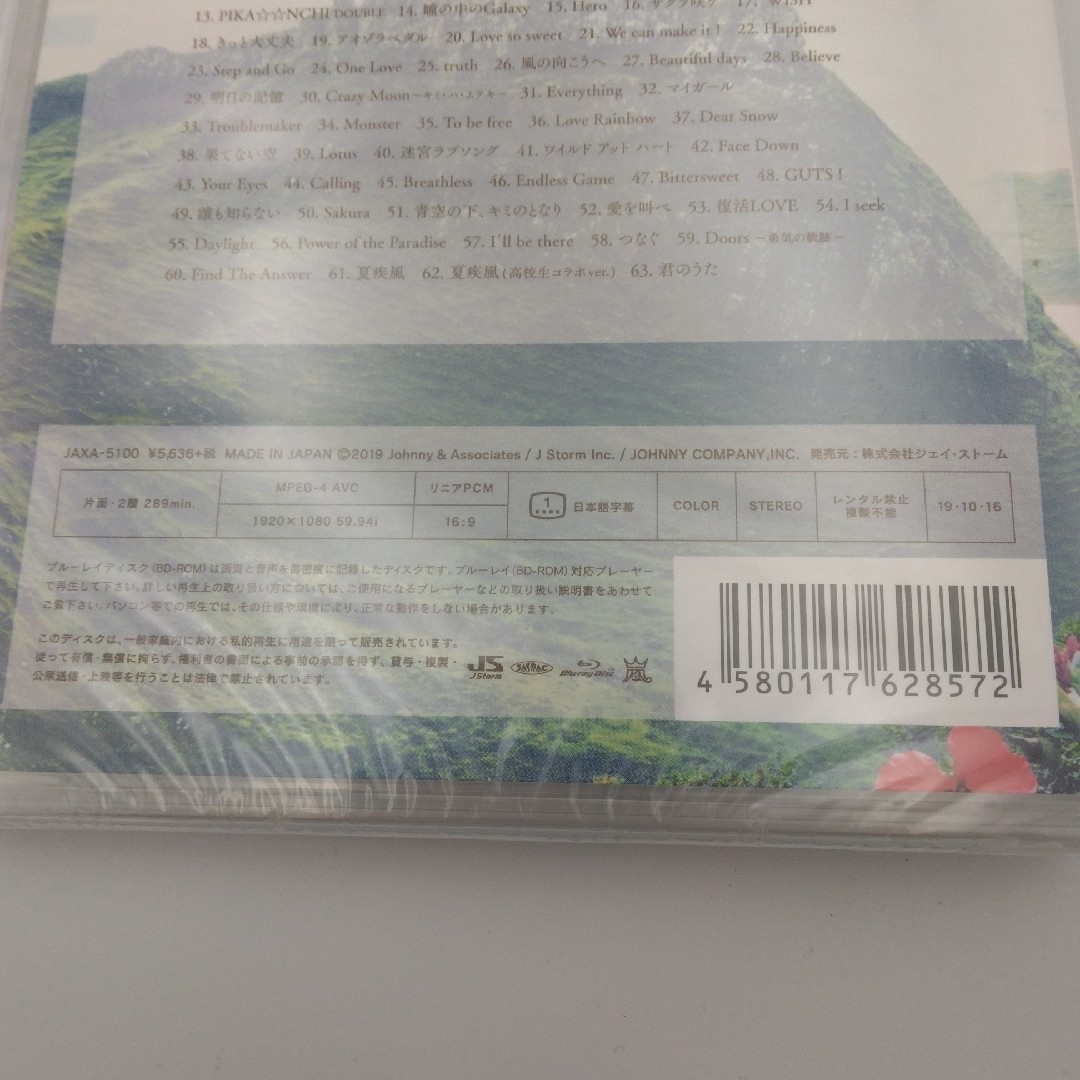 13. PIKA☆☆NCHI DOUBLE 14. 瞳の中のGalaxy 15. Hero 16. サクラ咲ケ 17. WISH
18. きっと大丈夫 19. アオゾラペダル 20. Love so sweet 21. We can make it! 22. Happiness
23. Step and Go 24. One Love 25. truth 26. 風の向こうへ 27. Beautiful days 28. Believe
29. 明日の記憶 30. Crazy Moon～キミ・ハ・ムテキ～ 31. Everything 32. マイガール
33. Troublemaker 34. Monster 35. To be free 36. Love Rainbow 37. Dear Snow
38. 果てない空 39. Lotus 40. 迷宮ラブソング 41. ワイルド アット ハート 42. Face Down
43. Your Eyes 44. Calling 45. Breathless 46. Endless Game 47. Bittersweet 48. GUTS!
49. 誰も知らない 50. Sakura 51. 青空の下、キミのとなり 52. 愛を叫べ 53. 復活LOVE 54. I seek
55. Daylight 56. Power of the Paradise 57. I'll be there 58. つなぐ 59. Doors ～勇気の軌跡～
60. Find The Answer 61. 夏疾風 62. 夏疾風 (高校生コラボver.) 63. 君のうた
JAXA-5100 ¥5,636+税 MADE IN JAPAN ©2019 Johnny & Associates / J Storm Inc. / JOHNNY COMPANY,INC. 発売元：株式会社ジェイ・ストーム
片面・2層 289min. MPEG-4 AVC リニアPCM 1 日本語字幕 COLOR STEREO レンタル禁止 複製不能 19・10・16
1920×1080 59.94i 16:9
ブルーレイディスク(BD-ROM)は画像と音声を高密度に記録したディスクです。ブルーレイ(BD-ROM)対応プレーヤー
で再生して下さい。詳しい再生上の取り扱い方については、ご使用になるプレーヤーなどの取り扱い説明書をあわせて
ご覧下さい。パソコン等での再生では、その仕様や環境により、正常な動作をしない場合があります。
このディスクは、一般家庭内における私的再生に用途を限って販売されています。
従って有償・無償に拘らず、権利者の書面による事前の承認を得ず、貸与・複製・
公衆送信・上映等を行うことは法律で禁止されています。
JS JStorm JASRAC Blu-ray Disc 嵐
4 580117 628572